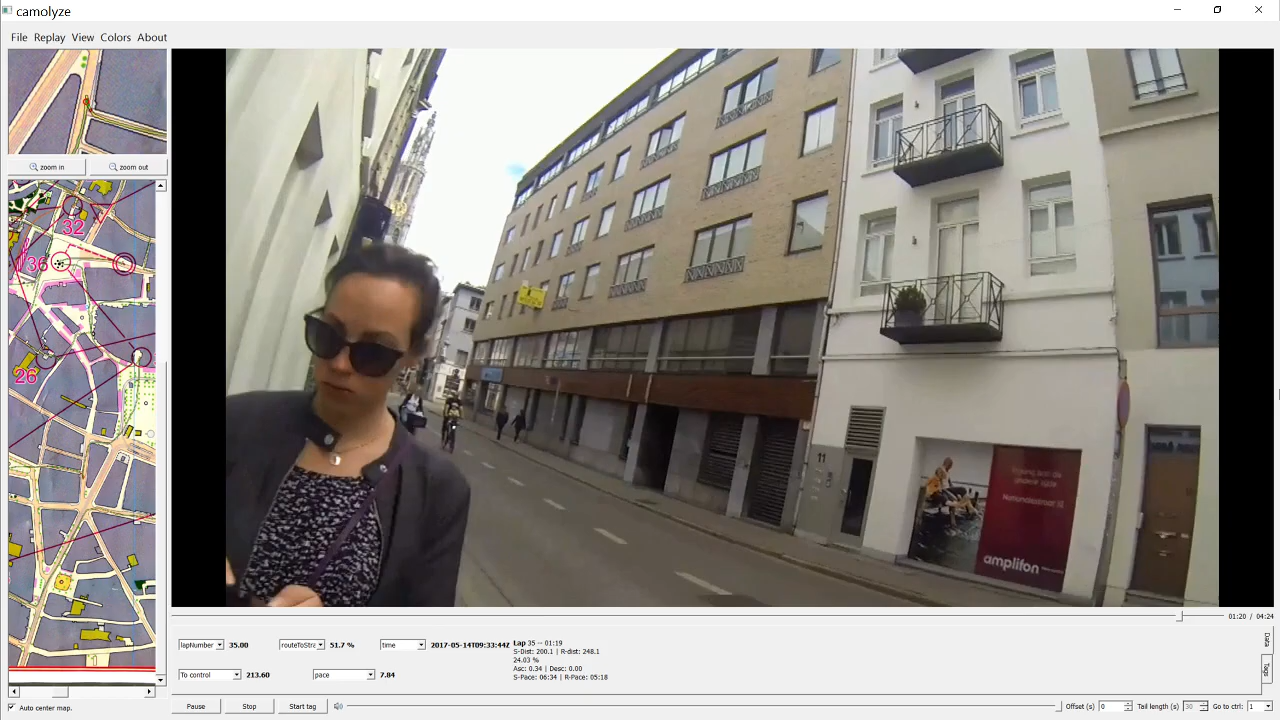 camolyze
File Replay View Colors About
zoom in
zoom out
32
36
26
11
amplifon
01:20 / 04:24
lapNumber 35.00 routeToStra 51.7 % time 2017-05-14T09:33:44Z
To control 213.60 pace 7.84
Lap 35 -- 01:19
S-Dist: 200.1 | R-dist: 248.1
24.03 %
Asc: 0.34 | Desc: 0.00
S-Pace: 06:34 | R-Pace: 05:18
Data
Tags
Auto center map.
Pause Stop Start tag
Offset (s) 0 Tail length (s) 30 Go to ctrl: 1